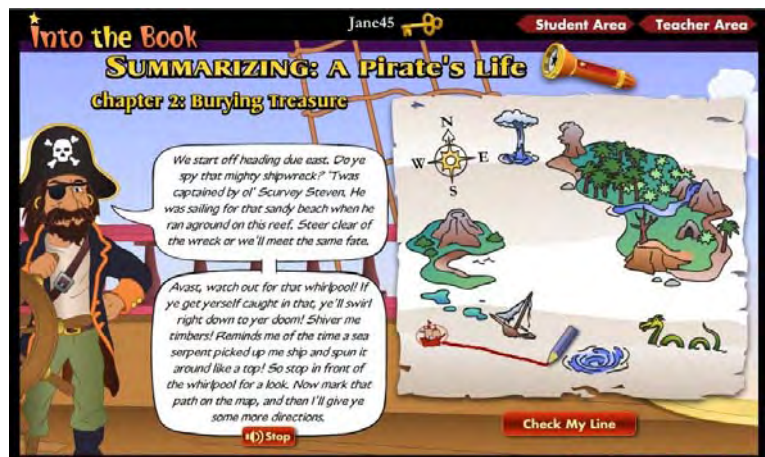 Jane45
Student Area
Teacher Area
Into the Book
SUMMARIZING: A Pirate's Life
chapter 2: Burying Treasure
We start off heading due east. Do ye
spy that mighty shipwreck? 'Twas
captained by ol' Scurvey Steven. He
was sailing for that sandy beach when he
ran aground on this reef. Steer clear of
the wreck or we'll meet the same fate.
Avast, watch out for that whirlpool! If
ye get yerself caught in that, ye'll swirl
right down to yer doom! Shiver me
timbers! Reminds me of the time a sea
serpent picked up me ship and spun it
around like a top! So stop in front of
the whirlpool for a look. Now mark that
path on the map, and then I'll give ye
some more directions.
Stop
N
W E
S
Check My Line